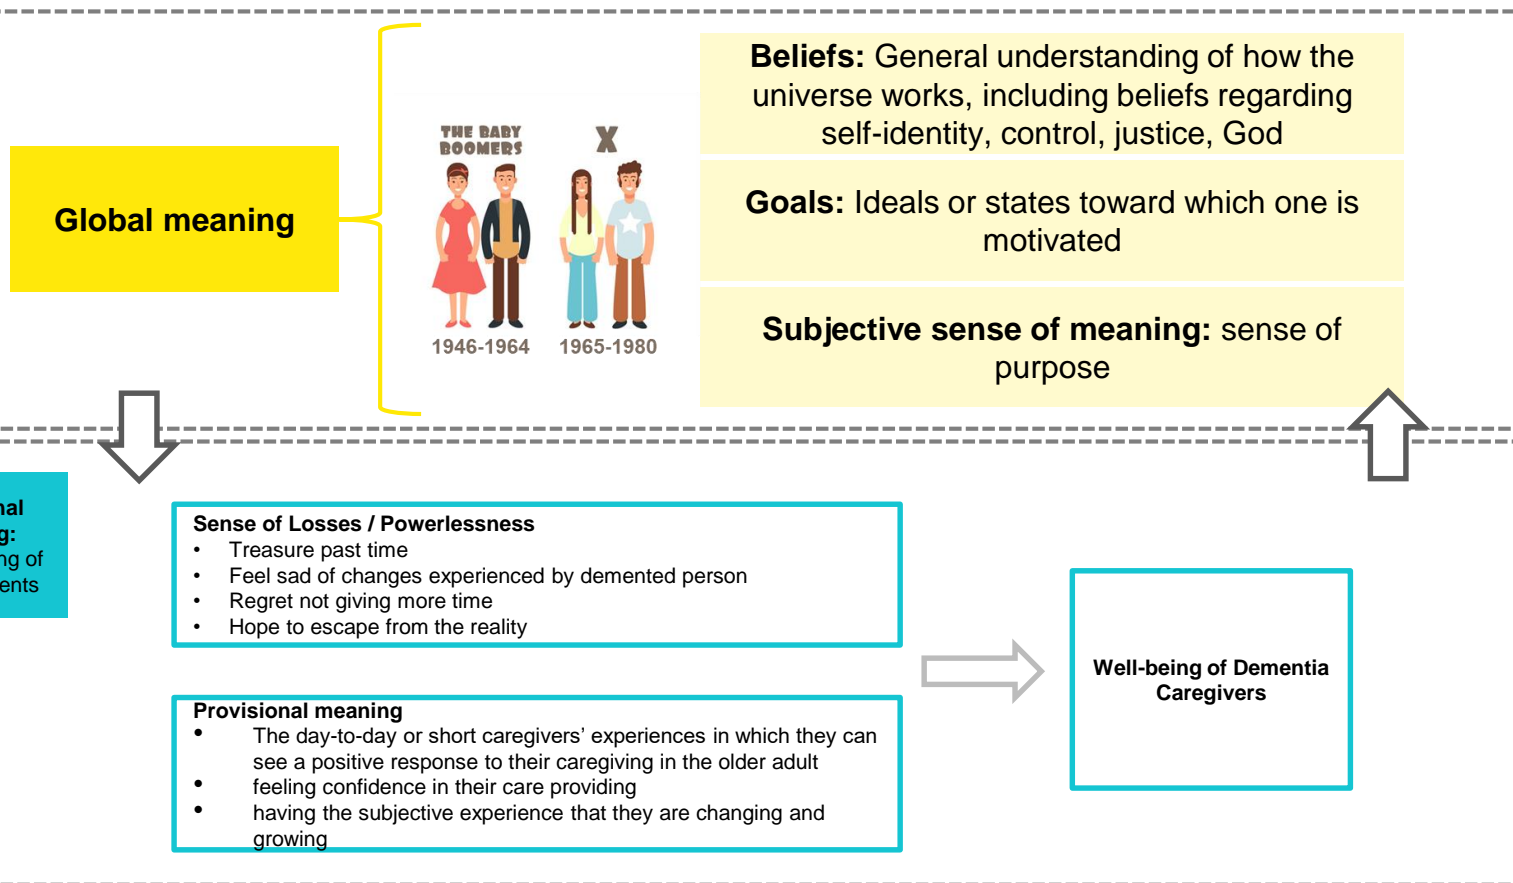 Global meaning
THE BABY
BOOMERS
X
1946-1964
1965-1980
Beliefs: General understanding of how the
universe works, including beliefs regarding
self-identity, control, justice, God
Goals: Ideals or states toward which one is
motivated
Subjective sense of meaning: sense of
purpose
of
Sense of Losses / Powerlessness
• Treasure past time
• Feel sad of changes experienced by demented person
• Regret not giving more time
• Hope to escape from the reality
Provisional meaning
• The day-to-day or short caregivers’ experiences in which they can
see a positive response to their caregiving in the older adult
• feeling confidence in their care providing
• having the subjective experience that they are changing and
growing
Well-being of Dementia
Caregivers